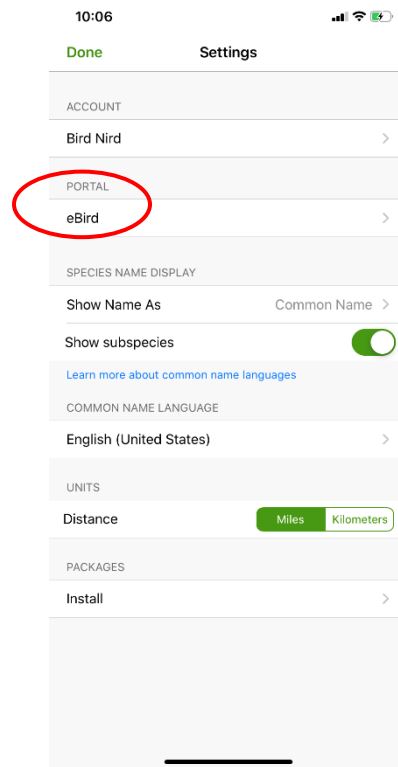 10:06
Done Settings
ACCOUNT
Bird Nird
PORTAL
eBird
SPECIES NAME DISPLAY
Show Name As Common Name
Show subspecies
Learn more about common name languages
COMMON NAME LANGUAGE
English (United States)
UNITS
Distance Miles Kilometers
PACKAGES
Install